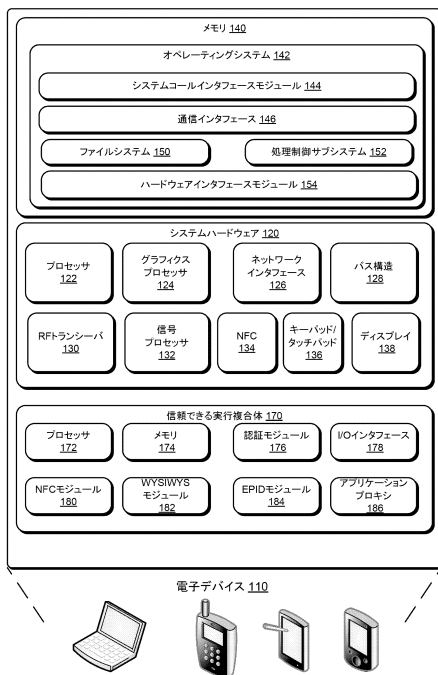 メモリ 140
オペレーティングシステム 142
システムコールインタフェースモジュール 144
通信インタフェース 146
ファイルシステム 150
処理制御サブシステム 152
ハードウェアインタフェースモジュール 154
システムハードウェア 120
プロセッサ
122
グラフィクス
プロセッサ
124
ネットワーク
インタフェース
126
バス構造
128
RFトランシーバ
130
信号
プロセッサ
132
NFC
134
キーパッド/
タッチパッド
136
ディスプレイ
138
信頼できる実行複合体 170
プロセッサ
172
メモリ
174
認証モジュール
176
I/Oインタフェース
178
NFCモジュール
180
WYSIWYS
モジュール
182
EPIDモジュール
184
アプリケーション
プロキシ
186
電子デバイス 110